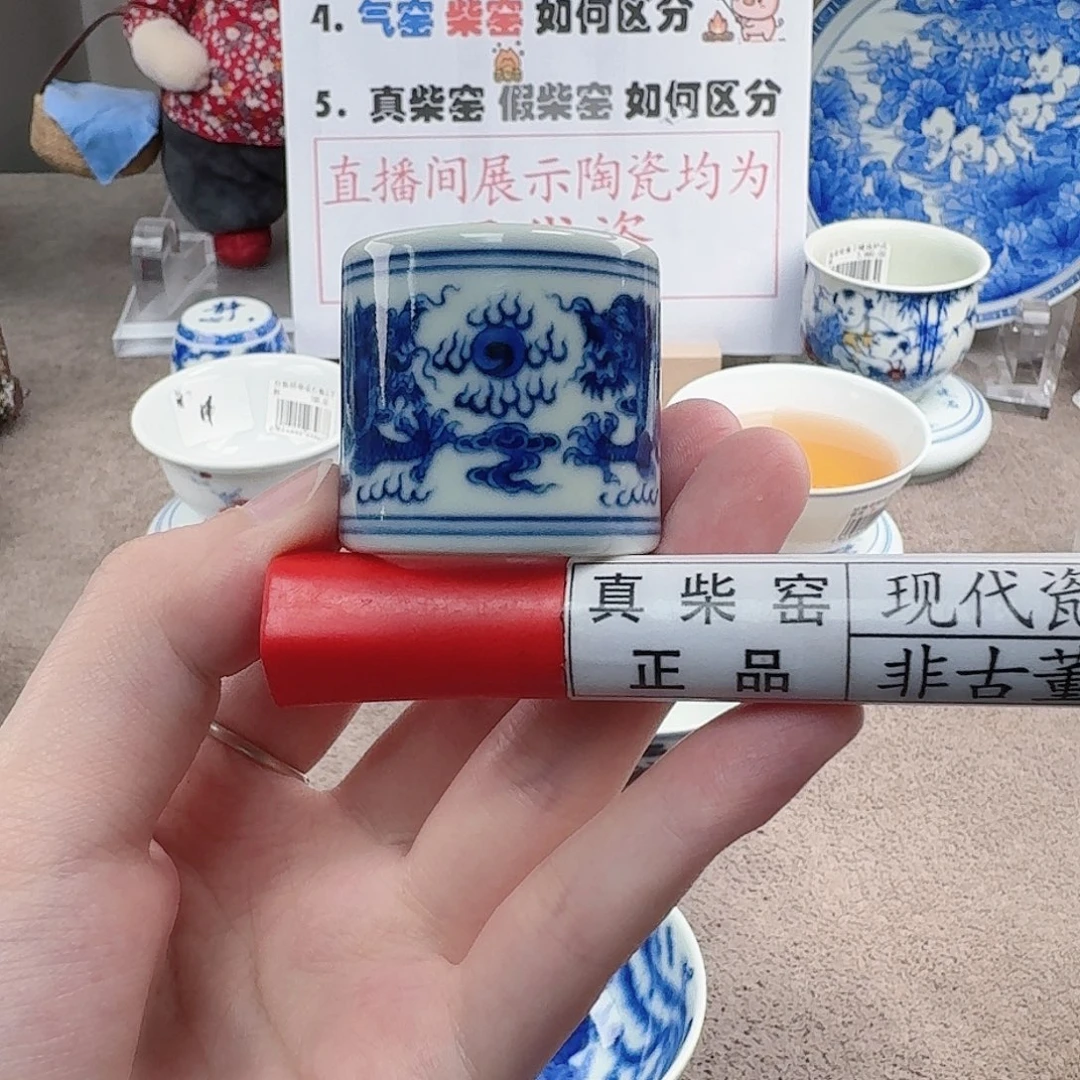 4. 气窑 柴窑 如何区分
5. 真柴窑 假柴窑 如何区分
直播间展示陶瓷均为
真柴窑
正品
现代瓷
非古董